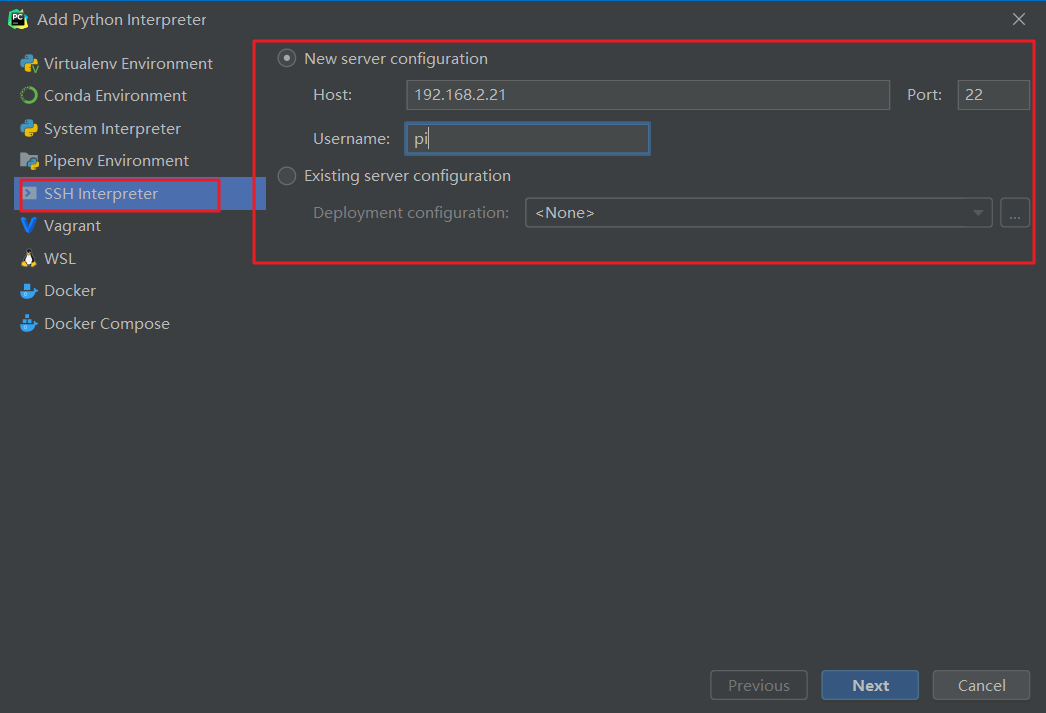 Add Python Interpreter
Virtualenv Environment
Conda Environment
System Interpreter
Pipenv Environment
SSH Interpreter
Vagrant
WSL
Docker
Docker Compose
New server configuration
Host: 192.168.2.21 Port: 22
Username: pi
Existing server configuration
Deployment configuration: <None> ...
Previous Next Cancel